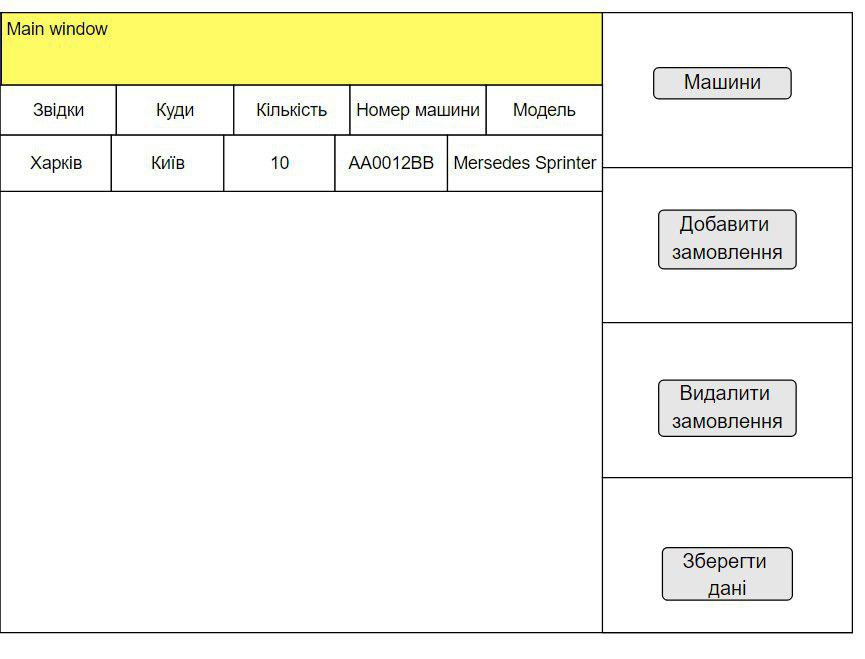 Main window
Звідки Куди Кількість Номер машини Модель
Харків Київ 10 AA0012BB Mersedes Sprinter
Машини
Добавити
замовлення
Видалити
замовлення
Зберегти
дані